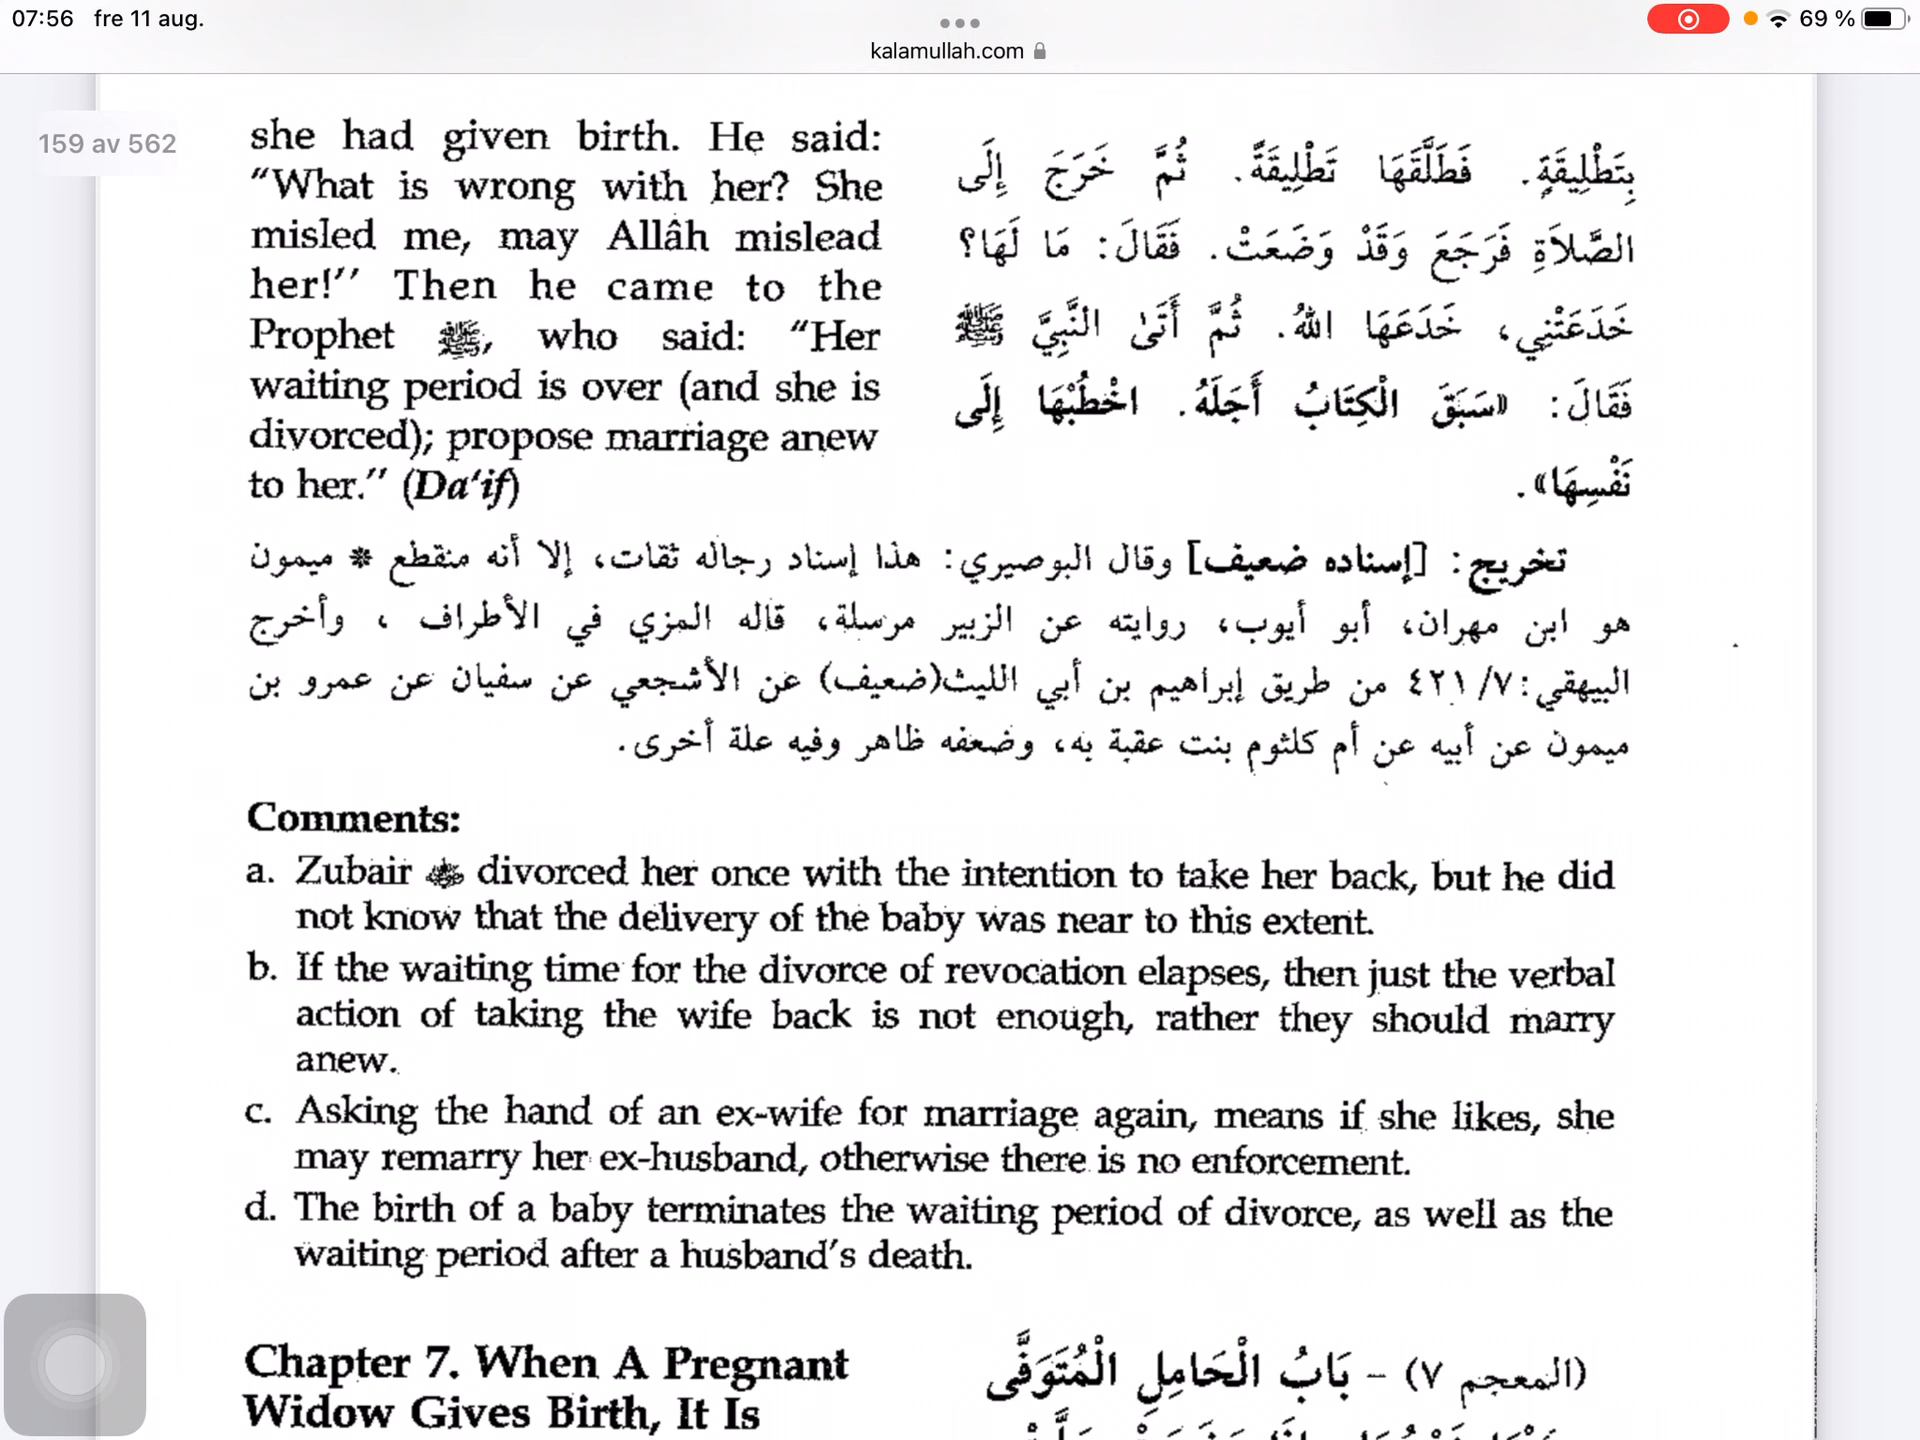 07:56 fre 11 aug.
69 %
kalamullah.com
159 av 562
she had given birth. He said:
“What is wrong with her? She
misled me, may Allâh mislead
her!’’ Then he came to the
Prophet ﷺ, who said: “Her
waiting period is over (and she is
divorced); propose marriage anew
to her.” (Da‘if)
بِتَطْلِيقَةٍ. فَطَلَّقَهَا تَطْلِيقَةً. ثُمَّ خَرَجَ إِلَى
الصَّلاَةِ فَرَجَعَ وَقَدْ وَضَعَتْ. فَقَالَ: مَا لَهَا؟
خَدَعَتْنِي، خَدَعَهَا اللهُ. ثُمَّ أَتَىٰ النَّبِيَّ ﷺ
فَقَالَ: «سَبَقَ الْكِتَابُ أَجَلَهُ. اخْطُبْهَا إِلَى
نَفْسِهَا».
تخريج: [إسناده ضعيف] وقال البوصيري: هذا إسناد رجاله ثقات، إلا أنه منقطع * ميمون
هو ابن مهران، أبو أيوب، روايته عن الزبير مرسلة، قاله المزي في الأطراف ، وأخرج
البيهقي: ٧/ ٤٢١ من طريق إبراهيم بن أبي الليث(ضعيف) عن الأشجعي عن سفيان عن عمرو بن
ميمون عن أبيه عن أم كلثوم بنت عقبة به، وضعفه ظاهر وفيه علة أخرى.
Comments:
a. Zubair divorced her once with the intention to take her back, but he did
not know that the delivery of the baby was near to this extent.
b. If the waiting time for the divorce of revocation elapses, then just the verbal
action of taking the wife back is not enough, rather they should marry
anew.
c. Asking the hand of an ex-wife for marriage again, means if she likes, she
may remarry her ex-husband, otherwise there is no enforcement.
d. The birth of a baby terminates the waiting period of divorce, as well as the
waiting period after a husband’s death.
Chapter 7. When A Pregnant
Widow Gives Birth, It Is
(المعجم ٧) - بَابُ الْحَامِلِ الْمُتَوَفَّى